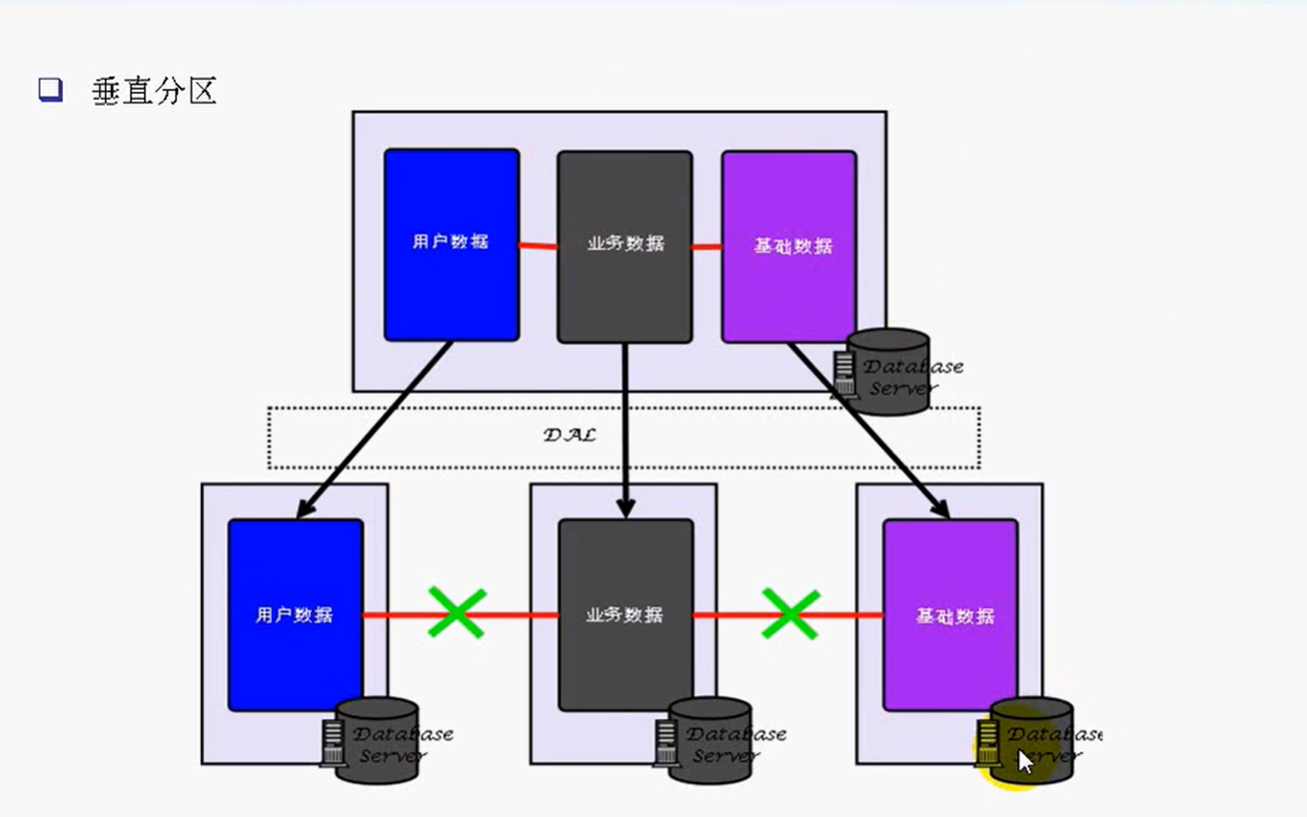 垂直分区
用户数据
业务数据
基础数据
Database
Server
DAL
用户数据
业务数据
基础数据
Database
Server
Database
Server
Database
Server